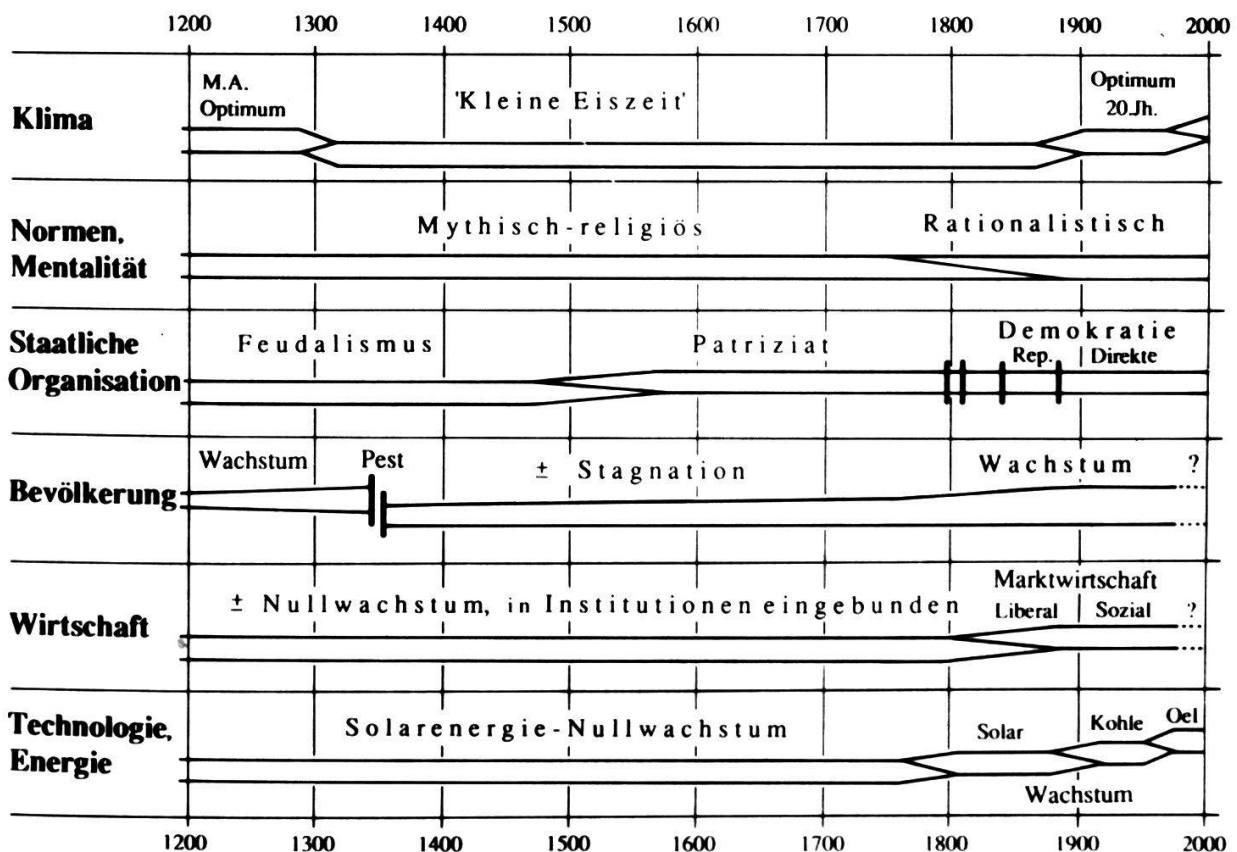 1200 1300 1400 1500 1600 1700 1800 1900 2000
Klima
M.A.
Optimum
'Kleine Eiszeit'
Optimum
20.Jh.
Normen,
Mentalität
Mythisch-religiös
Rationalistisch
Staatliche
Organisation
Feudalismus
Patriziat
Demokratie
Rep. Direkte
Bevölkerung
Wachstum
Pest
± Stagnation
Wachstum ?
Wirtschaft
± Nullwachstum, in Institutionen eingebunden
Marktwirtschaft
Liberal Sozial ?
Technologie,
Energie
Solarenergie-Nullwachstum
Solar
Kohle
Oel
Wachstum
1200 1300 1400 1500 1600 1700 1800 1900 2000